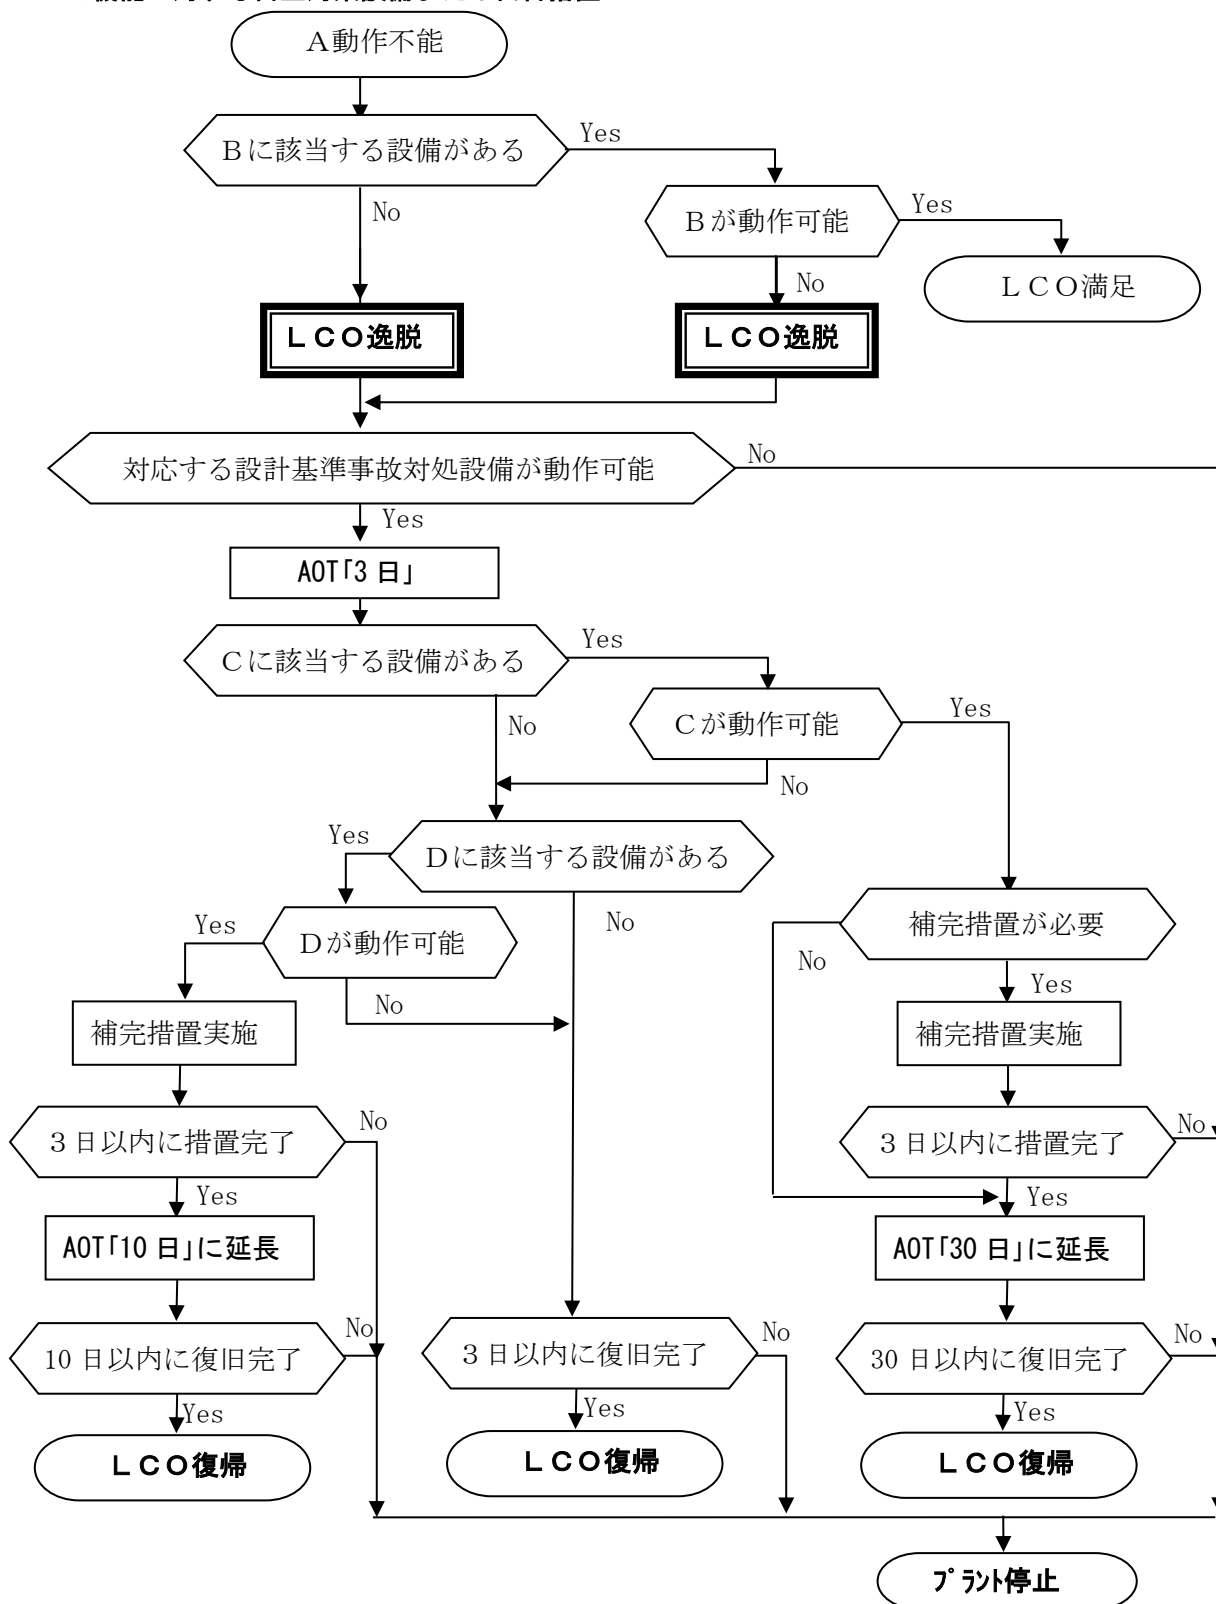 Ａ動作不能
Ｂに該当する設備がある
Yes
No
Ｂが動作可能
Yes
No
ＬＣＯ満足
ＬＣＯ逸脱
ＬＣＯ逸脱
対応する設計基準事故対処設備が動作可能
No
Yes
AOT「3 日」
Ｃに該当する設備がある
Yes
No
Ｃが動作可能
Yes
No
Ｄに該当する設備がある
Yes
No
Ｄが動作可能
Yes
No
補完措置が必要
No
Yes
補完措置実施
補完措置実施
３日以内に措置完了
No
Yes
３日以内に措置完了
No
Yes
AOT「10 日」に延長
AOT「30 日」に延長
10 日以内に復旧完了
No
Yes
３日以内に復旧完了
No
Yes
30 日以内に復旧完了
No
Yes
ＬＣＯ復帰
ＬＣＯ復帰
ＬＣＯ復帰
ﾌﾟﾗﾝﾄ停止